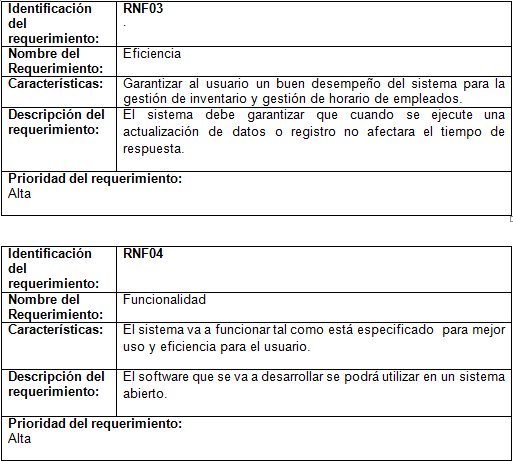 Identificación del requerimiento: RNF03
.
Nombre del Requerimiento: Eficiencia
Características: Garantizar al usuario un buen desempeño del sistema para la
gestión de inventario y gestión de horario de empleados.
Descripción del requerimiento: El sistema debe garantizar que cuando se ejecute una
actualización de datos o registro no afectara el tiempo de
respuesta.
Prioridad del requerimiento:
Alta
Identificación del requerimiento: RNF04
Nombre del Requerimiento: Funcionalidad
Características: El sistema va a funcionar tal como está especificado para mejor
uso y eficiencia para el usuario.
Descripción del requerimiento: El software que se va a desarrollar se podrá utilizar en un sistema
abierto.
Prioridad del requerimiento:
Alta